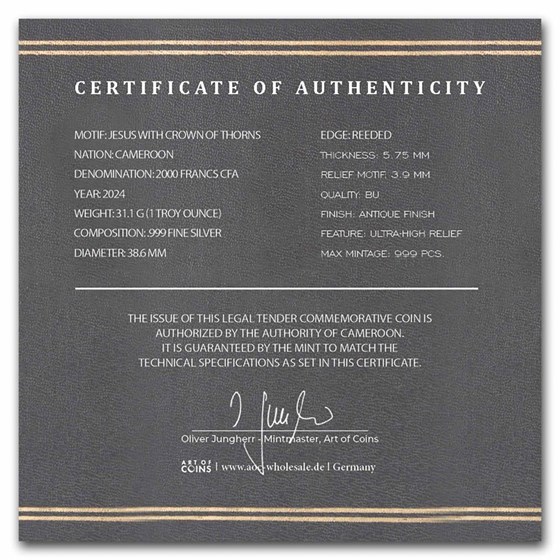 CERTIFICATE OF AUTHENTICITY
MOTIF: JESUS WITH CROWN OF THORNS
NATION: CAMEROON
DENOMINATION: 2000 FRANCS CFA
YEAR: 2024
WEIGHT: 31.1 G (1 TROY OUNCE)
COMPOSITION: .999 FINE SILVER
DIAMETER: 38.6 MM
EDGE: REEDED
THICKNESS: 5.75 MM
RELIEF MOTIF: 3.9 MM
QUALITY: BU
FINISH: ANTIQUE FINISH
FEATURE: ULTRA-HIGH RELIEF
MAX MINTAGE: 999 PCS.
THE ISSUE OF THIS LEGAL TENDER COMMEMORATIVE COIN IS
AUTHORIZED BY THE AUTHORITY OF CAMEROON.
IT IS GUARANTEED BY THE MINT TO MATCH THE
TECHNICAL SPECIFICATIONS AS SET IN THIS CERTIFICATE.
Oliver Jungherr - Mintmaster, Art of Coins
ART OF COINS | www.aoc-wholesale.de | Germany